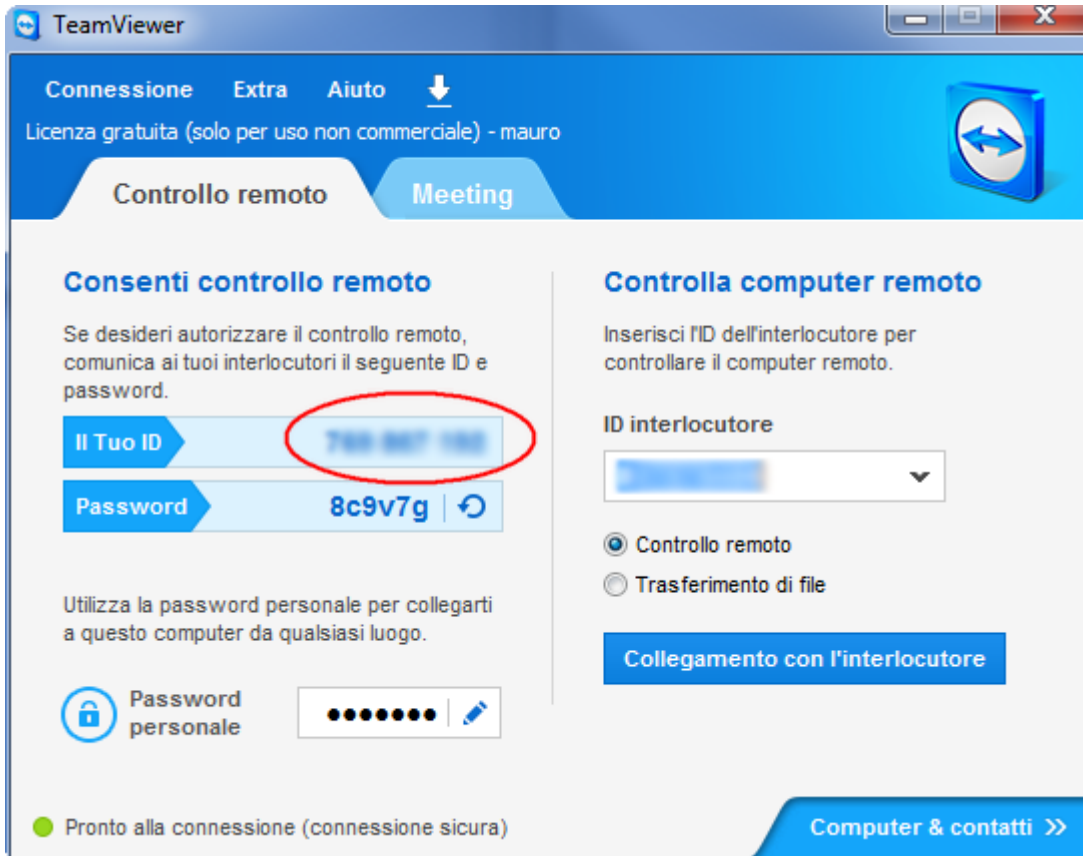 TeamViewer
Connessione Extra Aiuto
Licenza gratuita (solo per uso non commerciale) - mauro
Controllo remoto
Meeting
Consenti controllo remoto
Se desideri autorizzare il controllo remoto,
comunica ai tuoi interlocutori il seguente ID e
password.
Il Tuo ID
Password 8c9v7g
Utilizza la password personale per collegarti
a questo computer da qualsiasi luogo.
Password
personale
Controlla computer remoto
Inserisci l'ID dell'interlocutore per
controllare il computer remoto.
ID interlocutore
Controllo remoto
Trasferimento di file
Collegamento con l'interlocutore
Pronto alla connessione (connessione sicura)
Computer & contatti